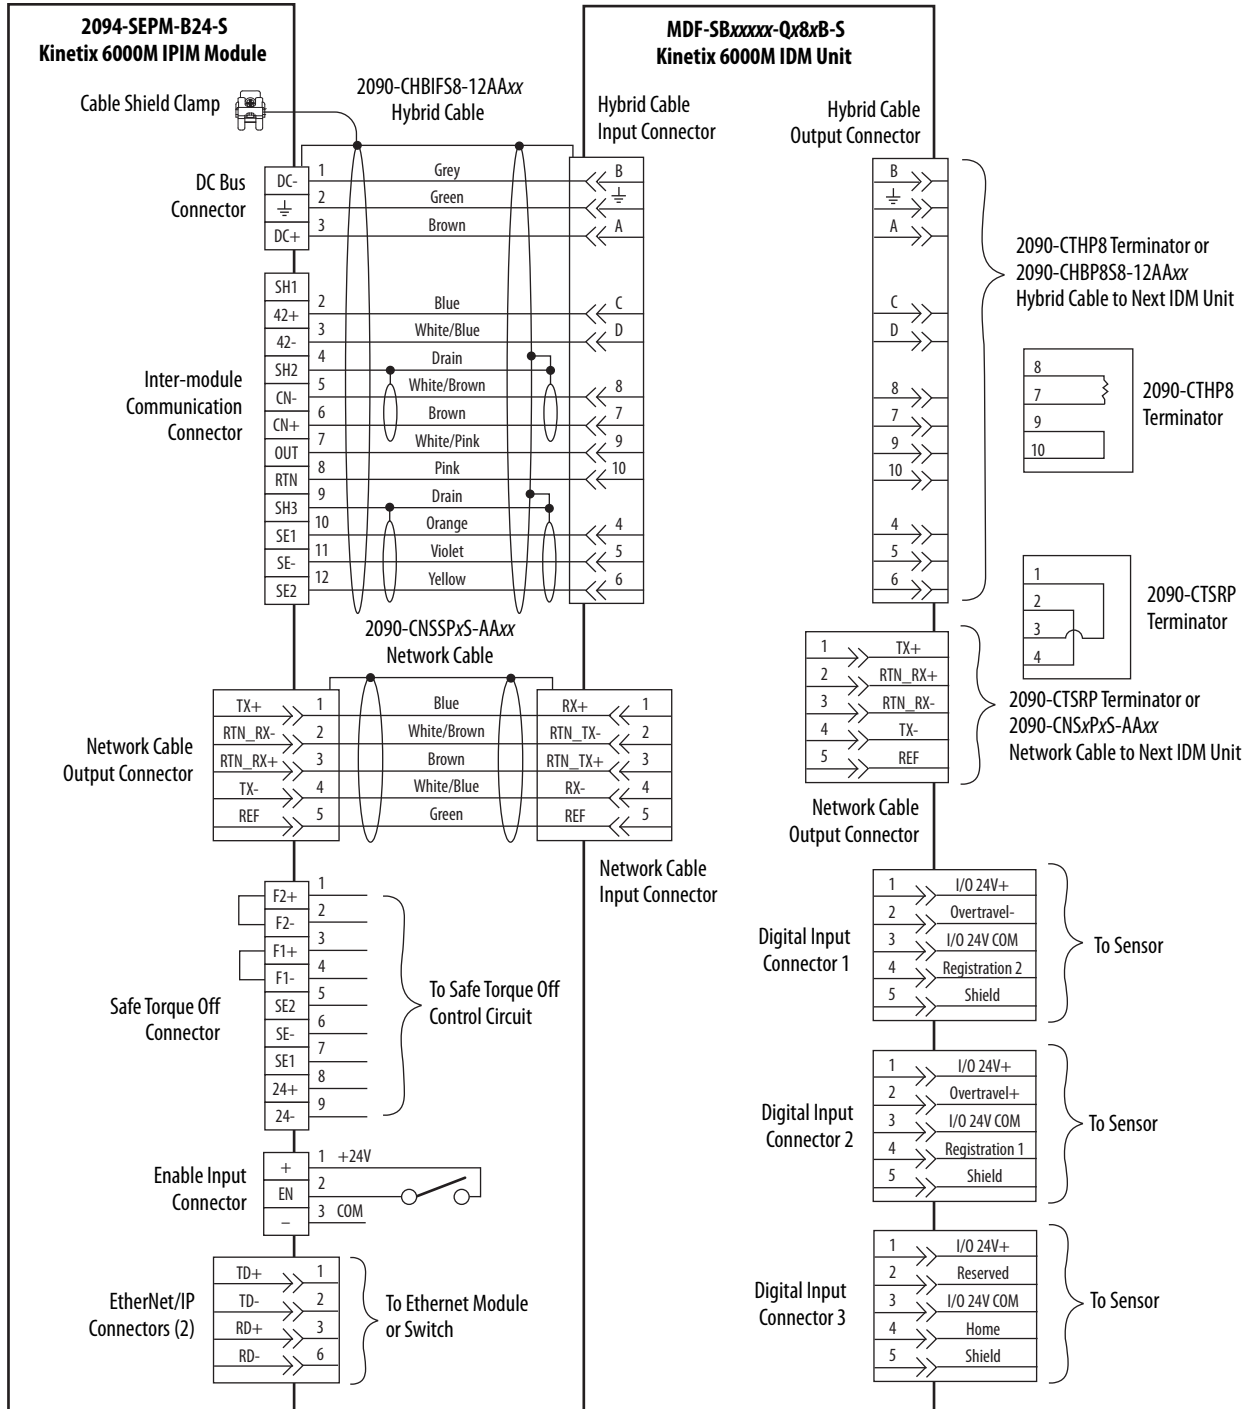 2094-SEPM-B24-S
Kinetix 6000M IPIM Module
MDF-SBxxxxx-Qx8xB-S
Kinetix 6000M IDM Unit
Cable Shield Clamp
2090-CHBIFS8-12AAxx
Hybrid Cable
Hybrid Cable
Input Connector
Hybrid Cable
Output Connector
DC Bus
Connector
DC- 1 Grey B
2 Green
DC+ 3 Brown A
Inter-module
Communication
Connector
SH1
42+ 2 Blue C
42- 3 White/Blue D
SH2 4 Drain
CN- 5 White/Brown 8
CN+ 6 Brown 7
OUT 7 White/Pink 9
RTN 8 Pink 10
SH3 9 Drain
SE1 10 Orange 4
SE- 11 Violet 5
SE2 12 Yellow 6
B
A
C
D
8
7
9
10
4
5
6
2090-CTHP8 Terminator or
2090-CHBP8S8-12AAxx
Hybrid Cable to Next IDM Unit
8
7
9
10
2090-CTHP8
Terminator
1
2
3
4
2090-CTSRP
Terminator
2090-CNSSPxS-AAxx
Network Cable
Network Cable
Output Connector
TX+ 1 Blue RX+ 1
RTN_RX- 2 White/Brown RTN_TX- 2
RTN_RX+ 3 Brown RTN_TX+ 3
TX- 4 White/Blue RX- 4
REF 5 Green REF 5
Network Cable
Input Connector
1 TX+
2 RTN_RX+
3 RTN_RX-
4 TX-
5 REF
2090-CTSRP Terminator or
2090-CNSxPxS-AAxx
Network Cable to Next IDM Unit
Network Cable
Output Connector
Safe Torque Off
Connector
F2+ 1
F2- 2
F1+ 3
F1- 4
SE2 5
SE- 6
SE1 7
24+ 8
24- 9
To Safe Torque Off
Control Circuit
Digital Input
Connector 1
1 I/O 24V+
2 Overtravel-
3 I/O 24V COM
4 Registration 2
5 Shield
To Sensor
Digital Input
Connector 2
1 I/O 24V+
2 Overtravel+
3 I/O 24V COM
4 Registration 1
5 Shield
To Sensor
Enable Input
Connector
+ 1 +24V
EN 2
– 3 COM
EtherNet/IP
Connectors (2)
TD+ 1
TD- 2
RD+ 3
RD- 6
To Ethernet Module
or Switch
Digital Input
Connector 3
1 I/O 24V+
2 Reserved
3 I/O 24V COM
4 Home
5 Shield
To Sensor